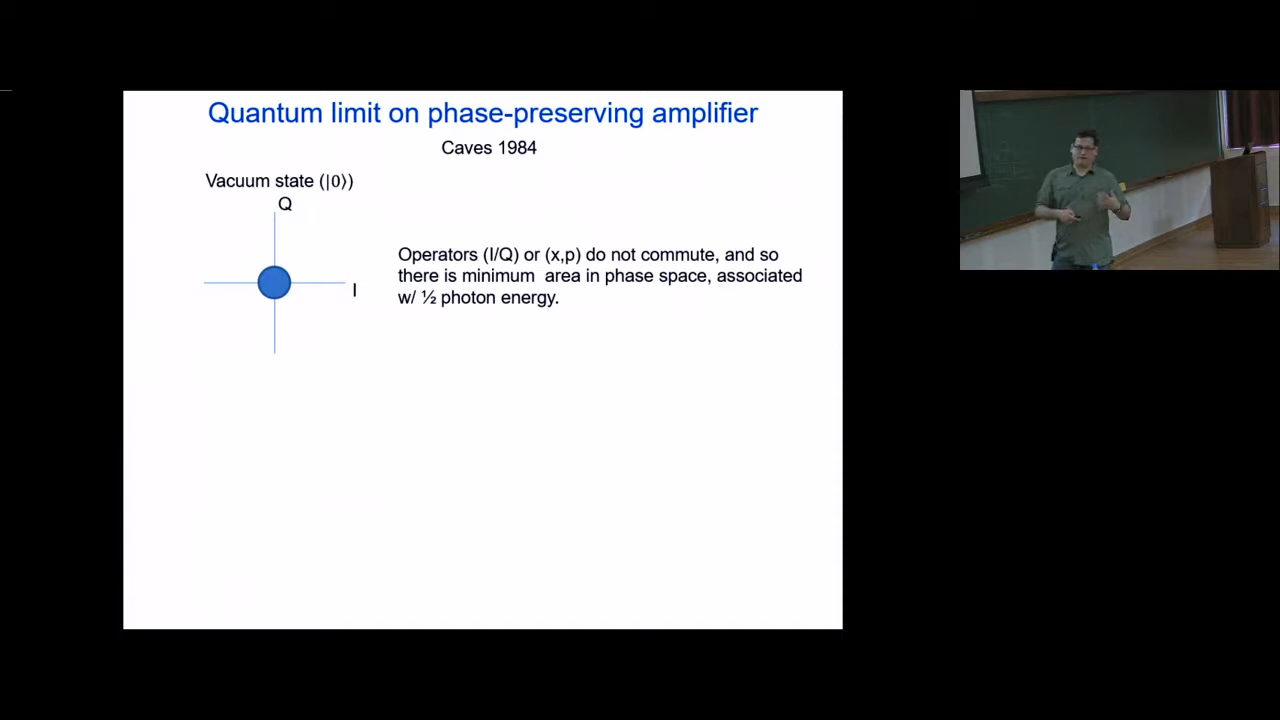 Quantum limit on phase-preserving amplifier
Caves 1984
Vacuum state (|0⟩)
Q
I
Operators (I/Q) or (x,p) do not commute, and so
there is minimum  area in phase space, associated
w/ ½ photon energy.